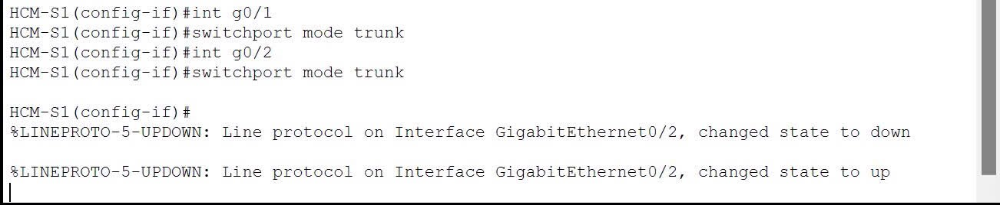 HCM-S1(config-if)#int g0/1
HCM-S1(config-if)#switchport mode trunk
HCM-S1(config-if)#int g0/2
HCM-S1(config-if)#switchport mode trunk
HCM-S1(config-if)#
%LINEPROTO-5-UPDOWN: Line protocol on Interface GigabitEthernet0/2, changed state to down
%LINEPROTO-5-UPDOWN: Line protocol on Interface GigabitEthernet0/2, changed state to up